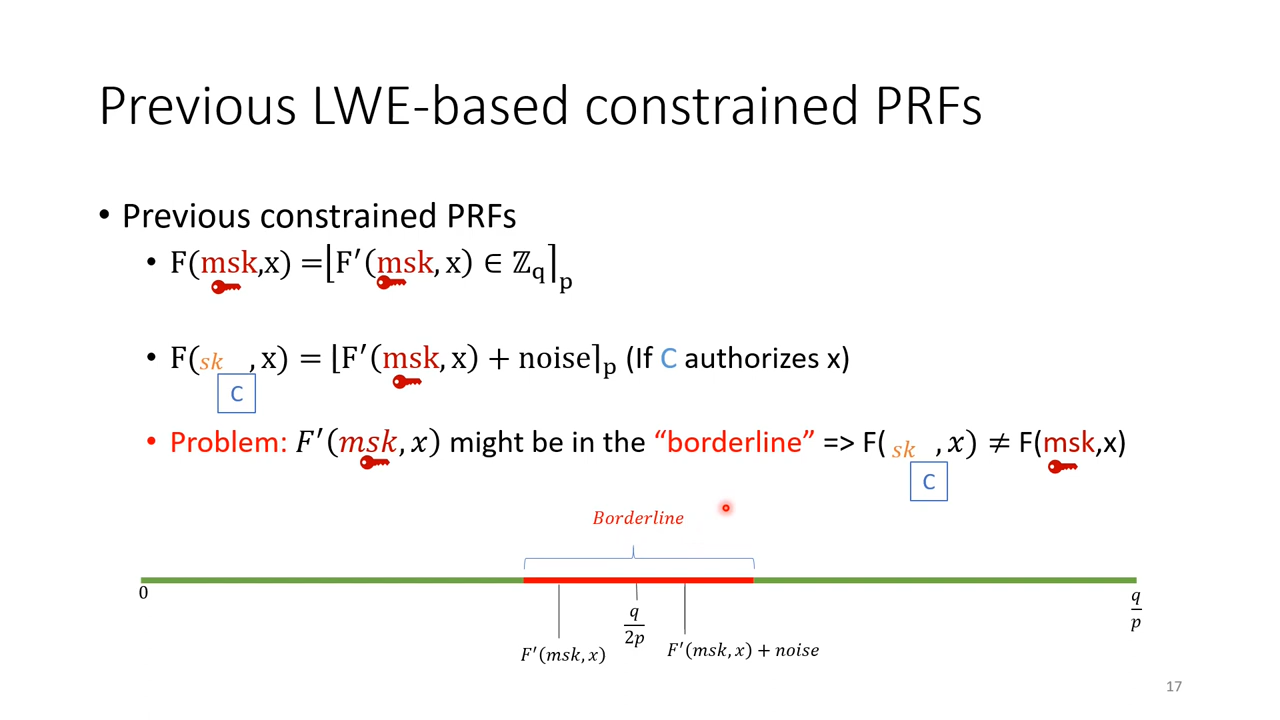 Previous LWE-based constrained PRFs
• Previous constrained PRFs
• F(msk,x) =⌊F′(msk, x) ∈ ℤq⌉p
• F(sk , x) = ⌊F′(msk, x) + noise⌉p (If C authorizes x)
C
• Problem: F′(msk, x) might be in the “borderline” => F( sk , x) ≠ F(msk,x)
C
Borderline
0
q/2p
q/p
F′(msk, x)
F′(msk, x) + noise
17